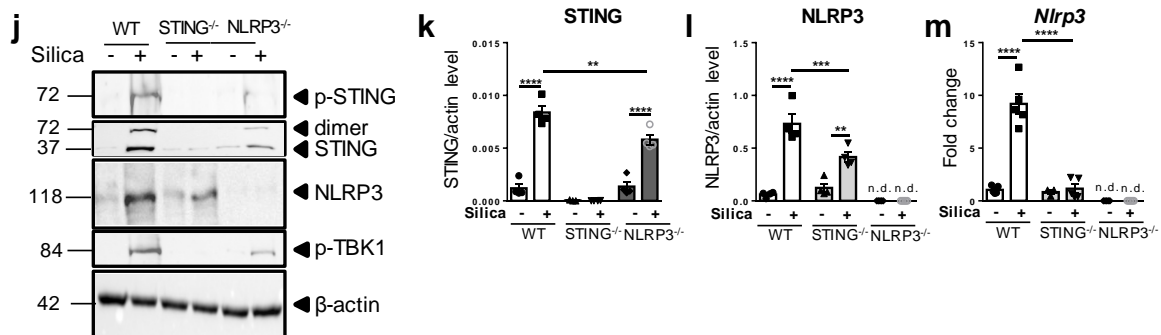 j
WT STING-/- NLRP3-/-
Silica - + - + - +
72 p-STING
72 dimer
37 STING
118 NLRP3
84 p-TBK1
42 β-actin
k
STING
STING/actin level
0.015
0.010
0.005
0.000
****
**
****
Silica - + - + - +
WT STING-/- NLRP3-/-
l
NLRP3
NLRP3/actin level
1.5
1.0
0.5
0.0
****
***
**
n.d. n.d.
Silica - + - + - +
WT STING-/- NLRP3-/-
m
Nlrp3
Fold change
15
10
5
0
****
****
n.d. n.d.
Silica - + - + - +
WT STING-/- NLRP3-/-